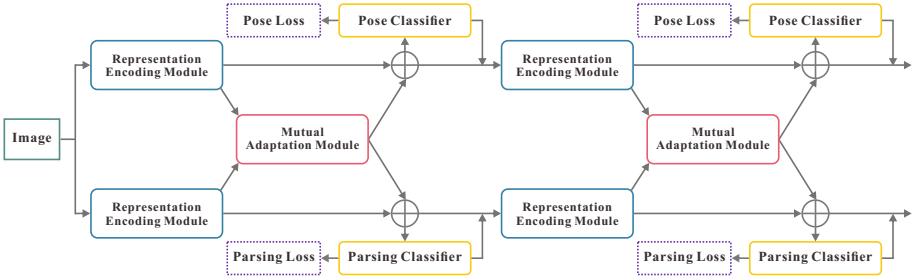 Pose Loss
Pose Classifier
Pose Loss
Pose Classifier
Representation
Encoding Module
Representation
Encoding Module
Image
Mutual
Adaptation Module
Mutual
Adaptation Module
Representation
Encoding Module
Representation
Encoding Module
Parsing Loss
Parsing Classifier
Parsing Loss
Parsing Classifier